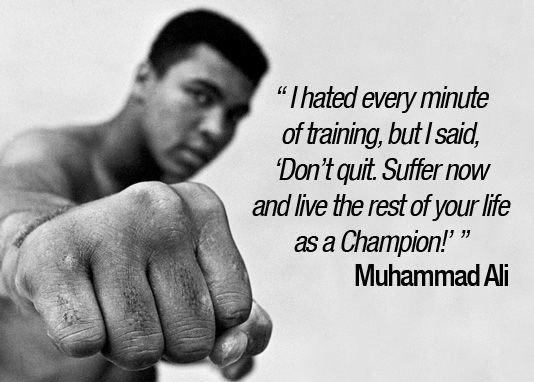 “ I hated every minute
of training, but I said,
‘Don’t quit. Suffer now
and live the rest of your life
as a Champion!’ ”
Muhammad Ali